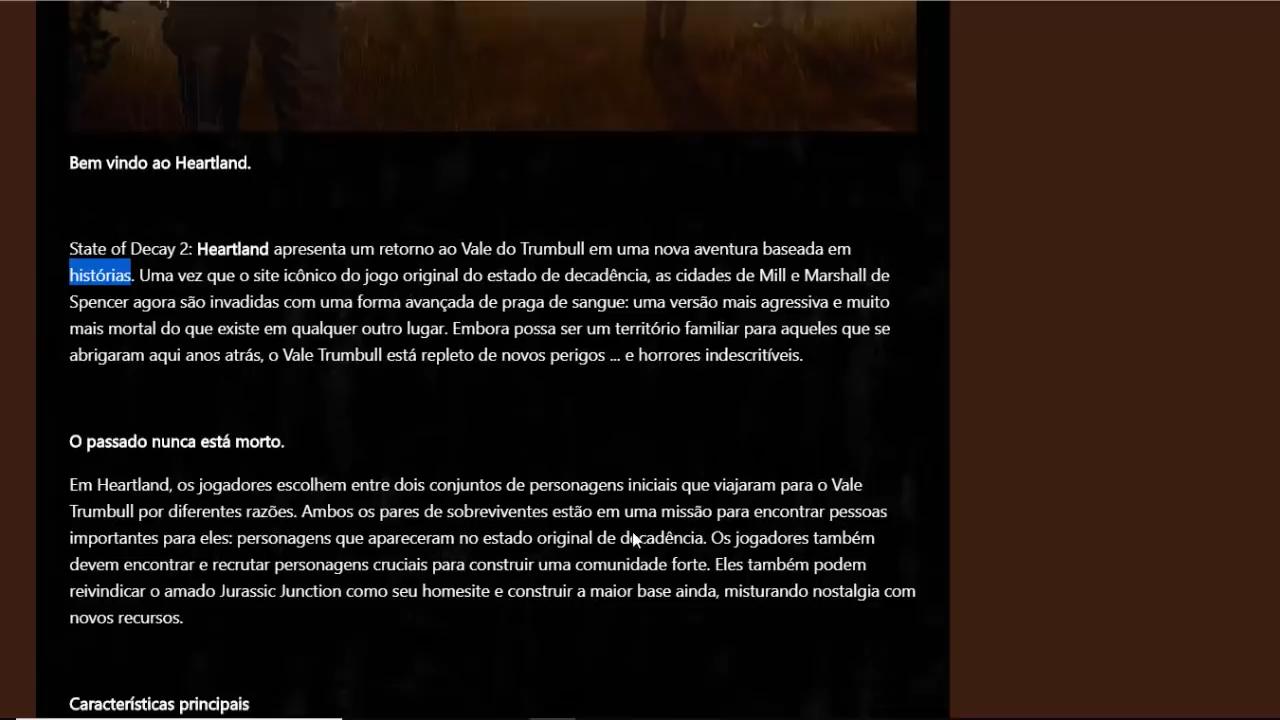 Bem vindo ao Heartland.
State of Decay 2: Heartland apresenta um retorno ao Vale do Trumbull em uma nova aventura baseada em
histórias. Uma vez que o site icônico do jogo original do estado de decadência, as cidades de Mill e Marshall de
Spencer agora são invadidas com uma forma avançada de praga de sangue: uma versão mais agressiva e muito
mais mortal do que existe em qualquer outro lugar. Embora possa ser um território familiar para aqueles que se
abrigaram aqui anos atrás, o Vale Trumbull está repleto de novos perigos ... e horrores indescritíveis.
O passado nunca está morto.
Em Heartland, os jogadores escolhem entre dois conjuntos de personagens iniciais que viajaram para o Vale
Trumbull por diferentes razões. Ambos os pares de sobreviventes estão em uma missão para encontrar pessoas
importantes para eles: personagens que apareceram no estado original de decadência. Os jogadores também
devem encontrar e recrutar personagens cruciais para construir uma comunidade forte. Eles também podem
reivindicar o amado Jurassic Junction como seu homesite e construir a maior base ainda, misturando nostalgia com
novos recursos.
Características principais